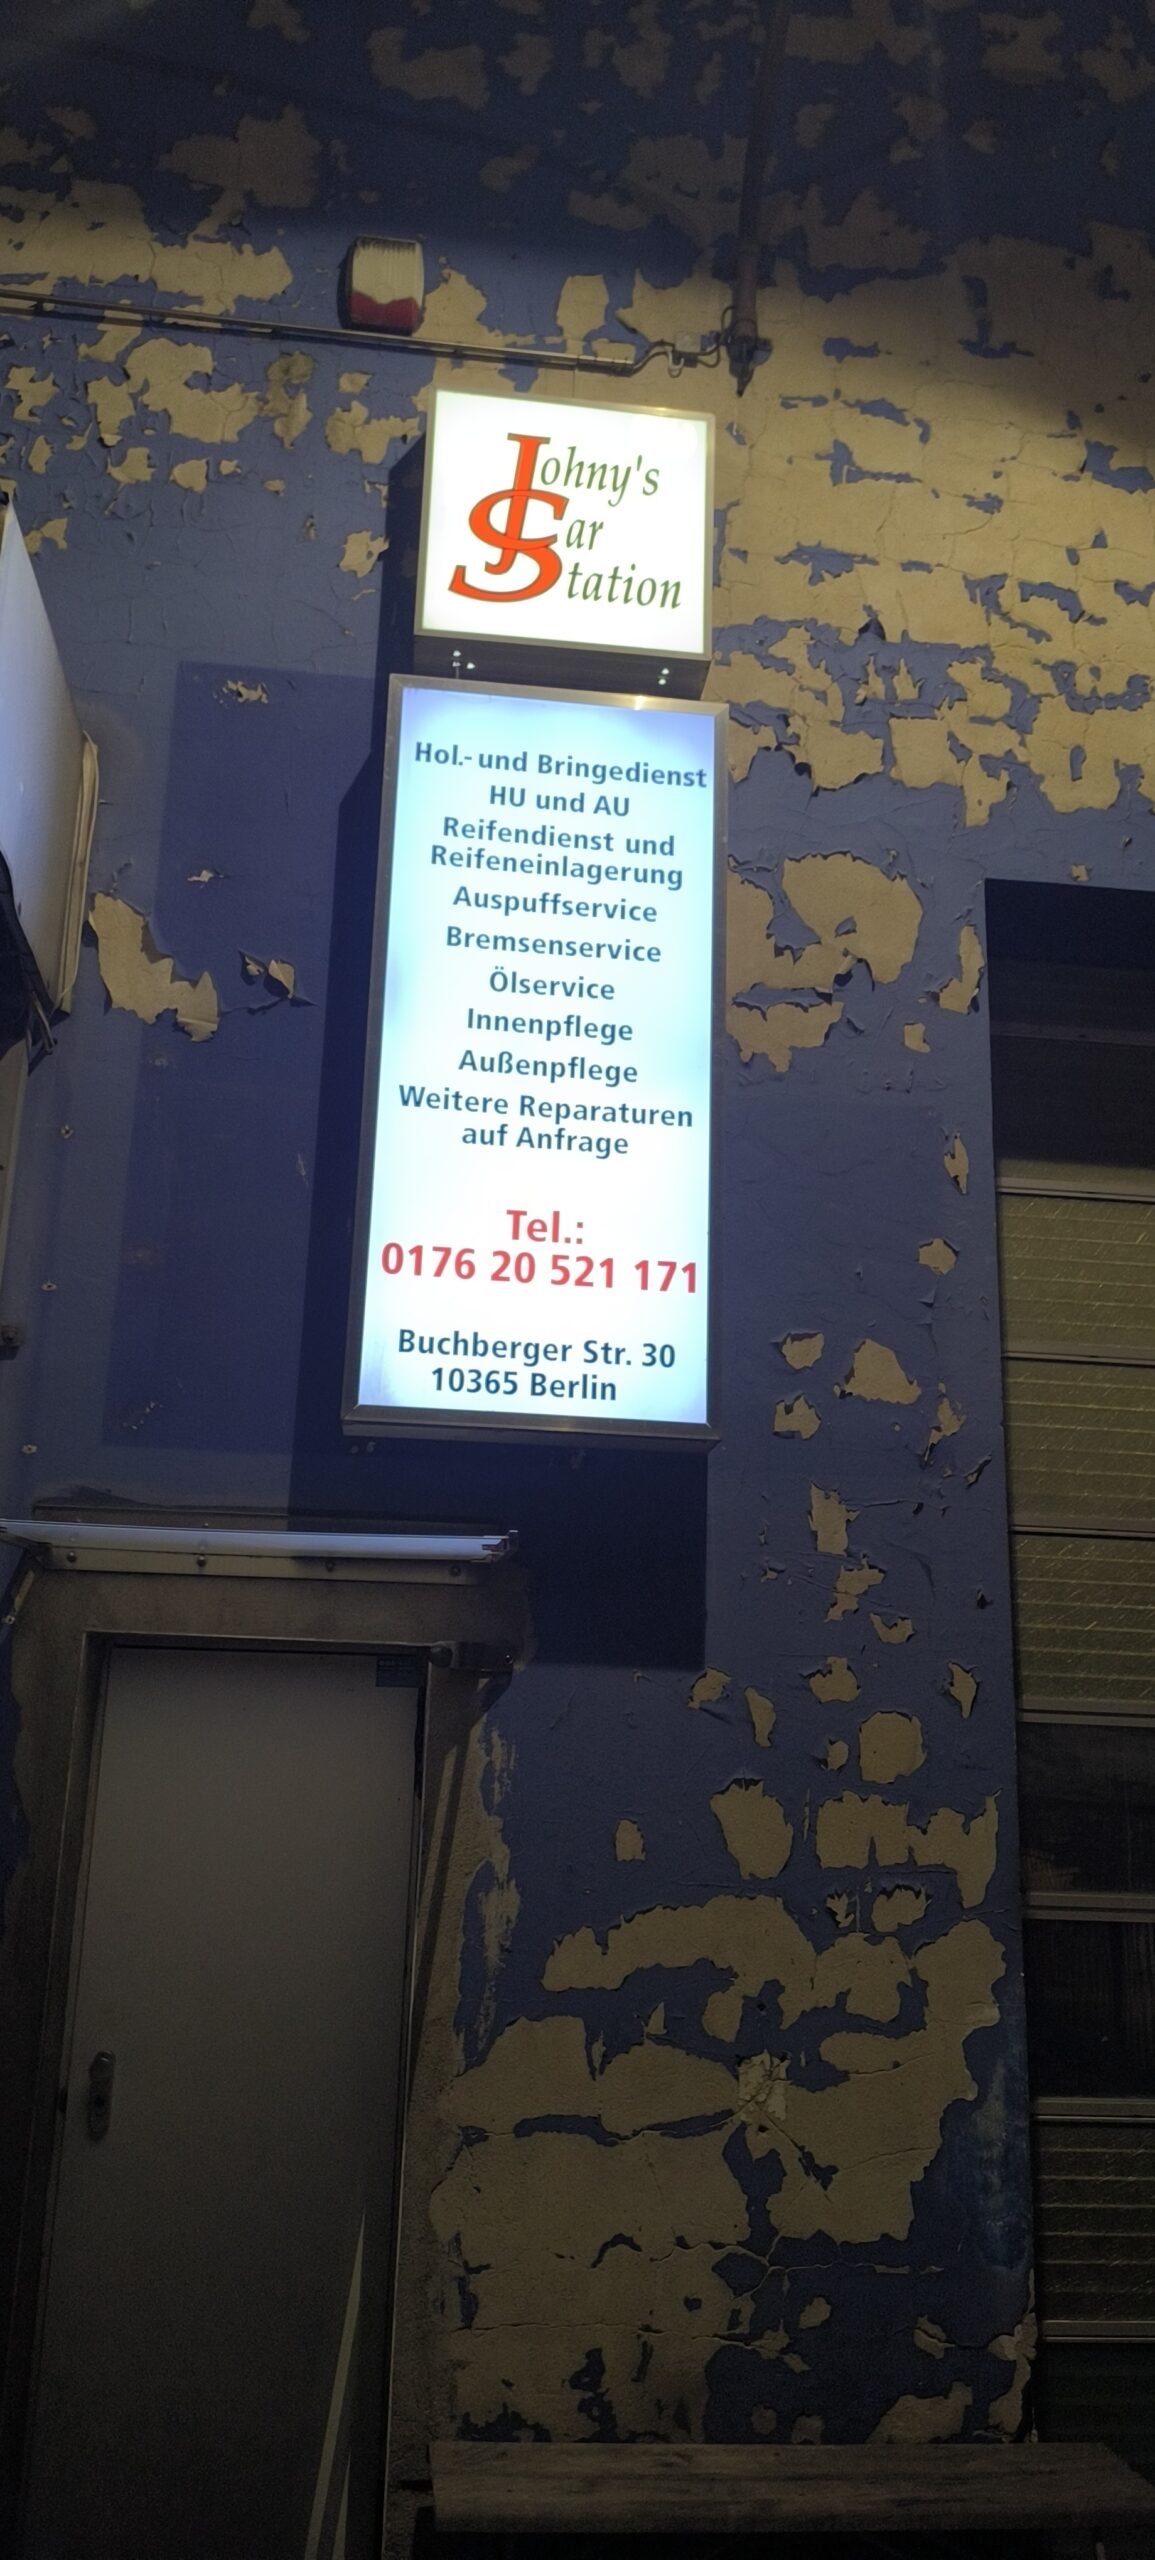 Johny's
Car
Station
Hol.- und Bringedienst
HU und AU
Reifendienst und
Reifeneinlagerung
Auspuffservice
Bremsenservice
Ölservice
Innenpflege
Außenpflege
Weitere Reparaturen
auf Anfrage
Tel.:
0176 20 521 171
Buchberger Str. 30
10365 Berlin